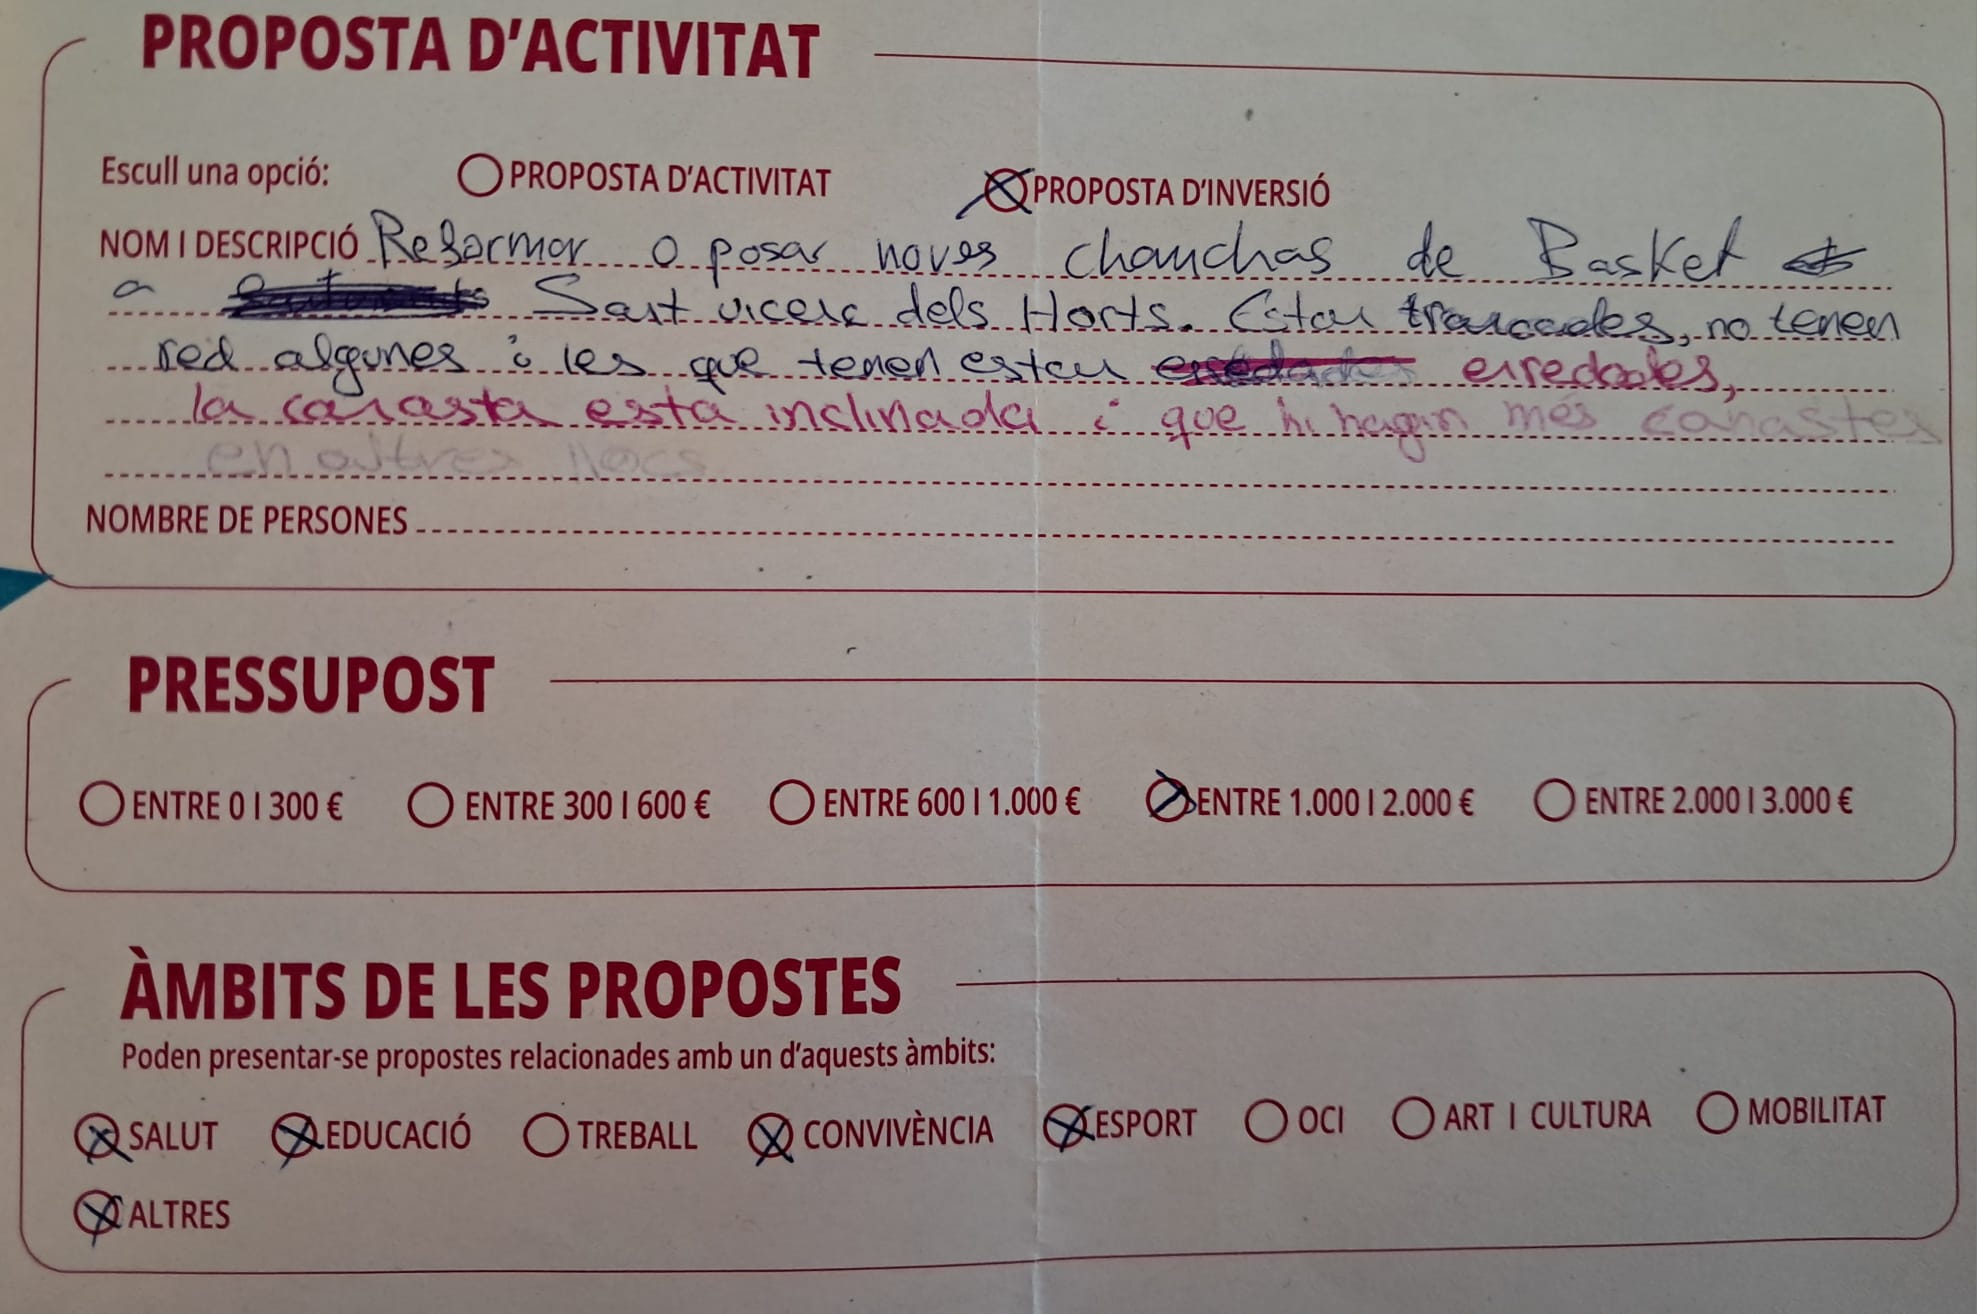 PROPOSTA D'ACTIVITAT
Escull una opció: PROPOSTA D'ACTIVITAT PROPOSTA D'INVERSIÓ
NOM I DESCRIPCIÓ Reformar o posar noves chanchas de Basket
a Sant vicenç dels Horts. Estan trancades, no tenen
red algunes i les que tenen estan enredades,
la canasta està inclinada i que hi hagin més canastes
en altres llocs
NOMBRE DE PERSONES
PRESSUPOST
ENTRE 0 I 300 € ENTRE 300 I 600 € ENTRE 600 I 1.000 € ENTRE 1.000 I 2.000 € ENTRE 2.000 I 3.000 €
ÀMBITS DE LES PROPOSTES
Poden presentar-se propostes relacionades amb un d'aquests àmbits:
SALUT EDUCACIÓ TREBALL CONVIVÈNCIA ESPORT OCI ART I CULTURA MOBILITAT
ALTRES